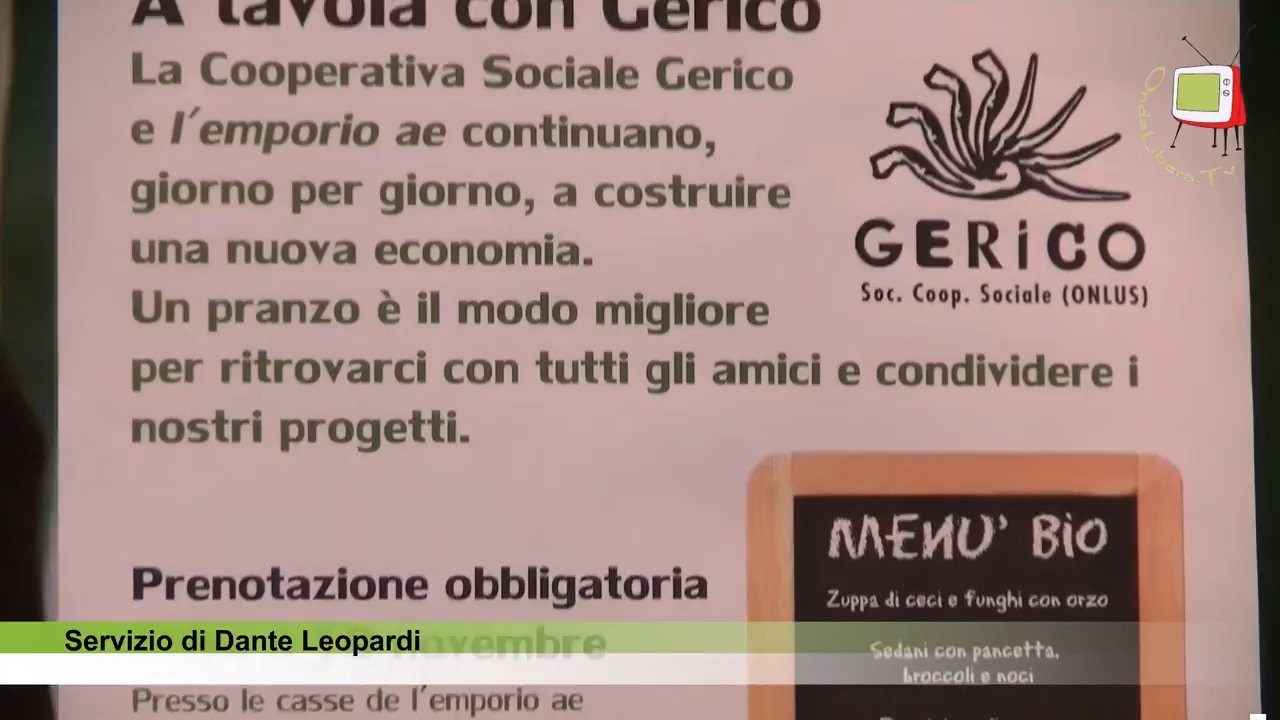 A tavola con Gerico
La Cooperativa Sociale Gerico
e l'emporio ae continuano,
giorno per giorno, a costruire
una nuova economia.
Un pranzo è il modo migliore
per ritrovarci con tutti gli amici e condividere i
nostri progetti.
GERiCO
Soc. Coop. Sociale (ONLUS)
OndaLibera.Tv
Prenotazione obbligatoria
novembre
Presso le casse de l'emporio ae
MENU' BiO
Zuppa di ceci e funghi con orzo
Sedani con pancetta,
broccoli e noci
Servizio di Dante Leopardi